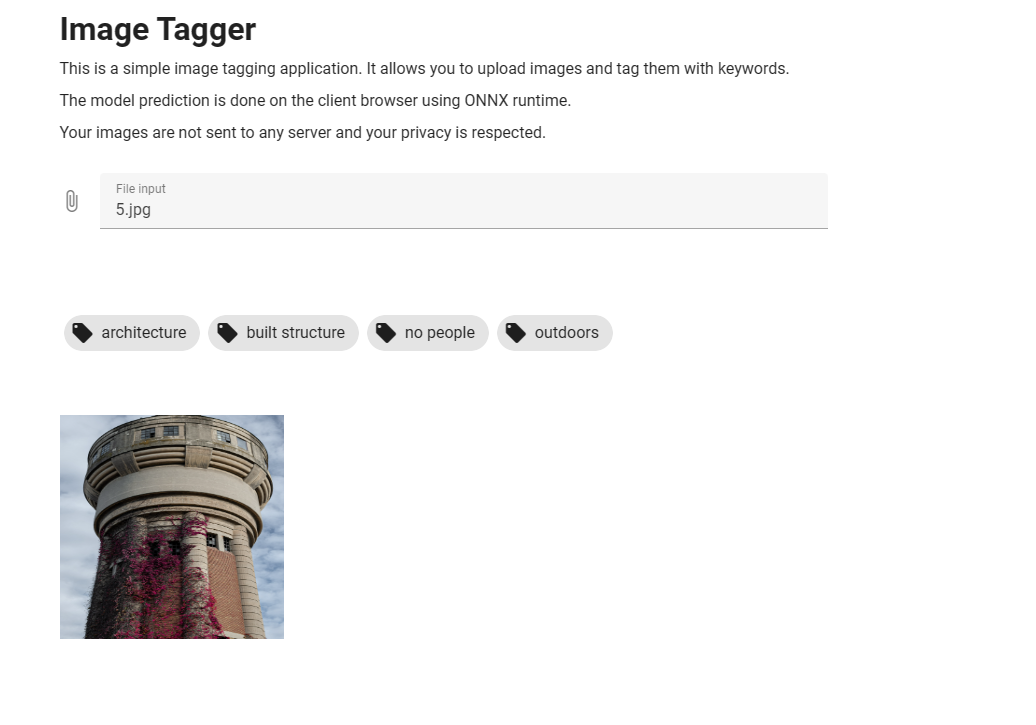 Image Tagger
This is a simple image tagging application. It allows you to upload images and tag them with keywords.
The model prediction is done on the client browser using ONNX runtime.
Your images are not sent to any server and your privacy is respected.
File input
5.jpg
architecture built structure no people outdoors